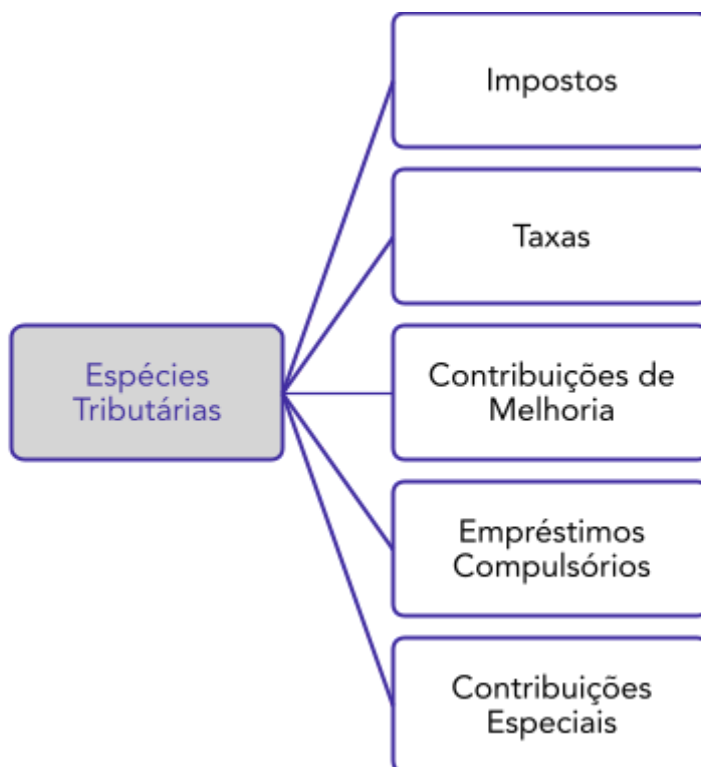 Impostos
Taxas
Espécies
Tributárias
Contribuições de
Melhoria
Empréstimos
Compulsórios
Contribuições
Especiais